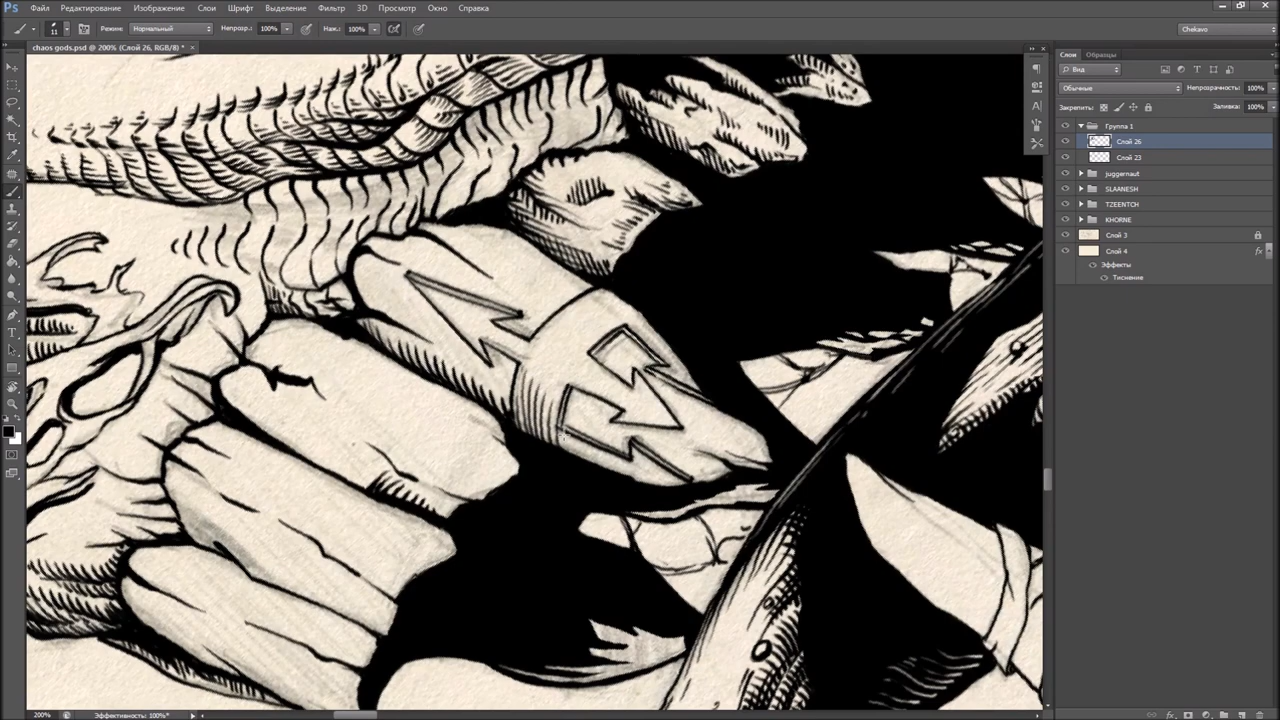 Ps Файл Редактирование Изображение Слои Шрифт Выделение Фильтр 3D Просмотр Окно Справка
11 Режим: Нормальный Непрозр.: 100% Наж.: 100% Chekavo
chaos gods.psd @ 200% (Слой 26, RGB/8) * ×
Слои Образцы
Вид
Обычные Непрозрачность: 100%
Закрепить: Заливка: 100%
Группа 1
Слой 26
Слой 23
juggernaut
SLAANESH
TZEENTCH
KHORNE
Слой 3
Слой 4 fx
Эффекты
Тиснение
200% Эффективность: 100%*